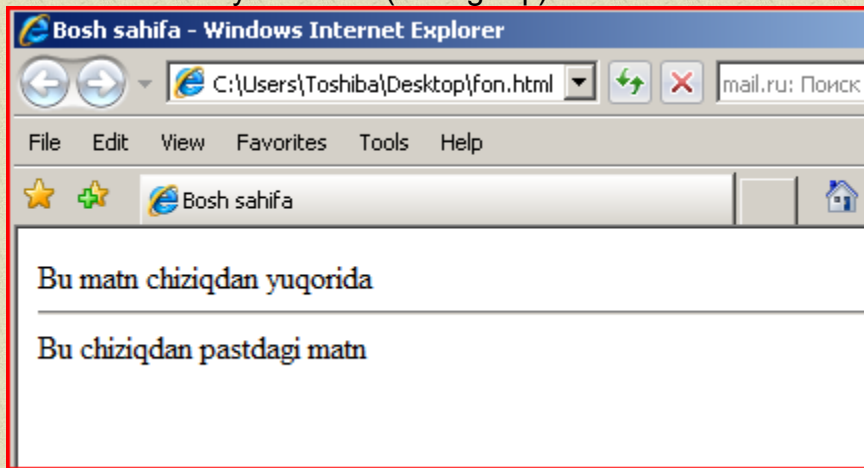 Bosh sahifa - Windows Internet Explorer
C:\Users\Toshiba\Desktop\fon.html
mail.ru: Поиск
File Edit View Favorites Tools Help
Bosh sahifa
Bu matn chiziqdan yuqorida
Bu chiziqdan pastdagi matn